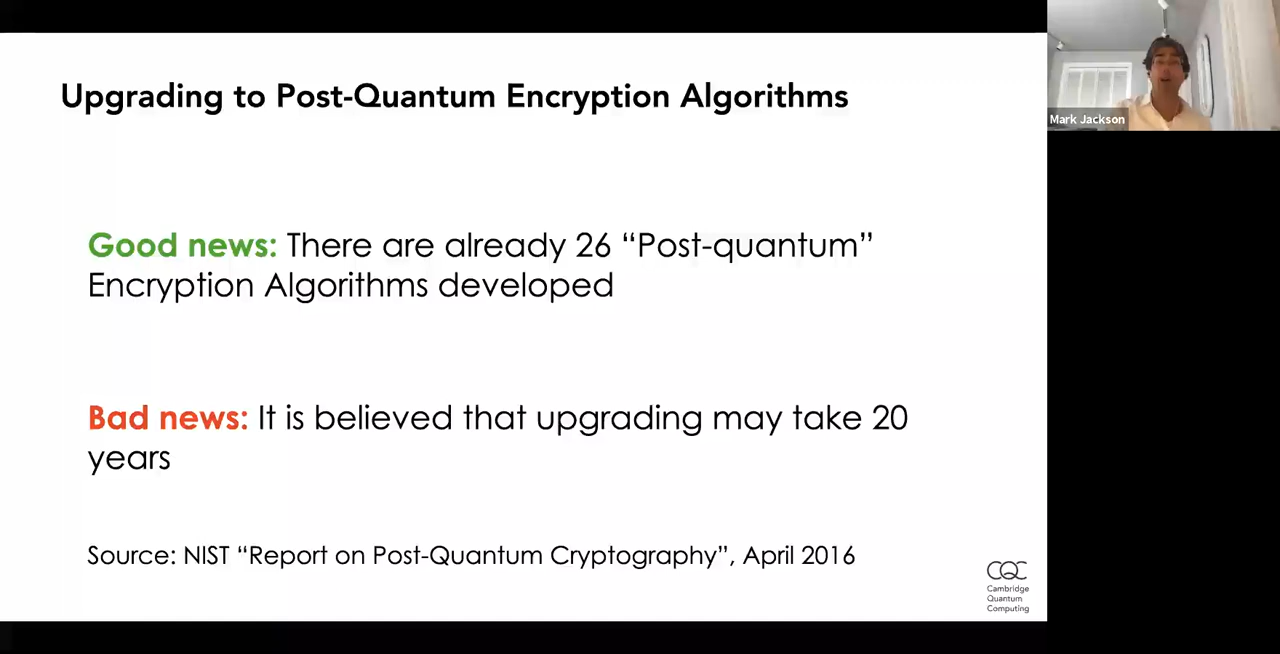 Upgrading to Post-Quantum Encryption Algorithms
Mark Jackson
Good news: There are already 26 “Post-quantum”
Encryption Algorithms developed
Bad news: It is believed that upgrading may take 20
years
Source: NIST “Report on Post-Quantum Cryptography”, April 2016
CQC
Cambridge
Quantum
Computing